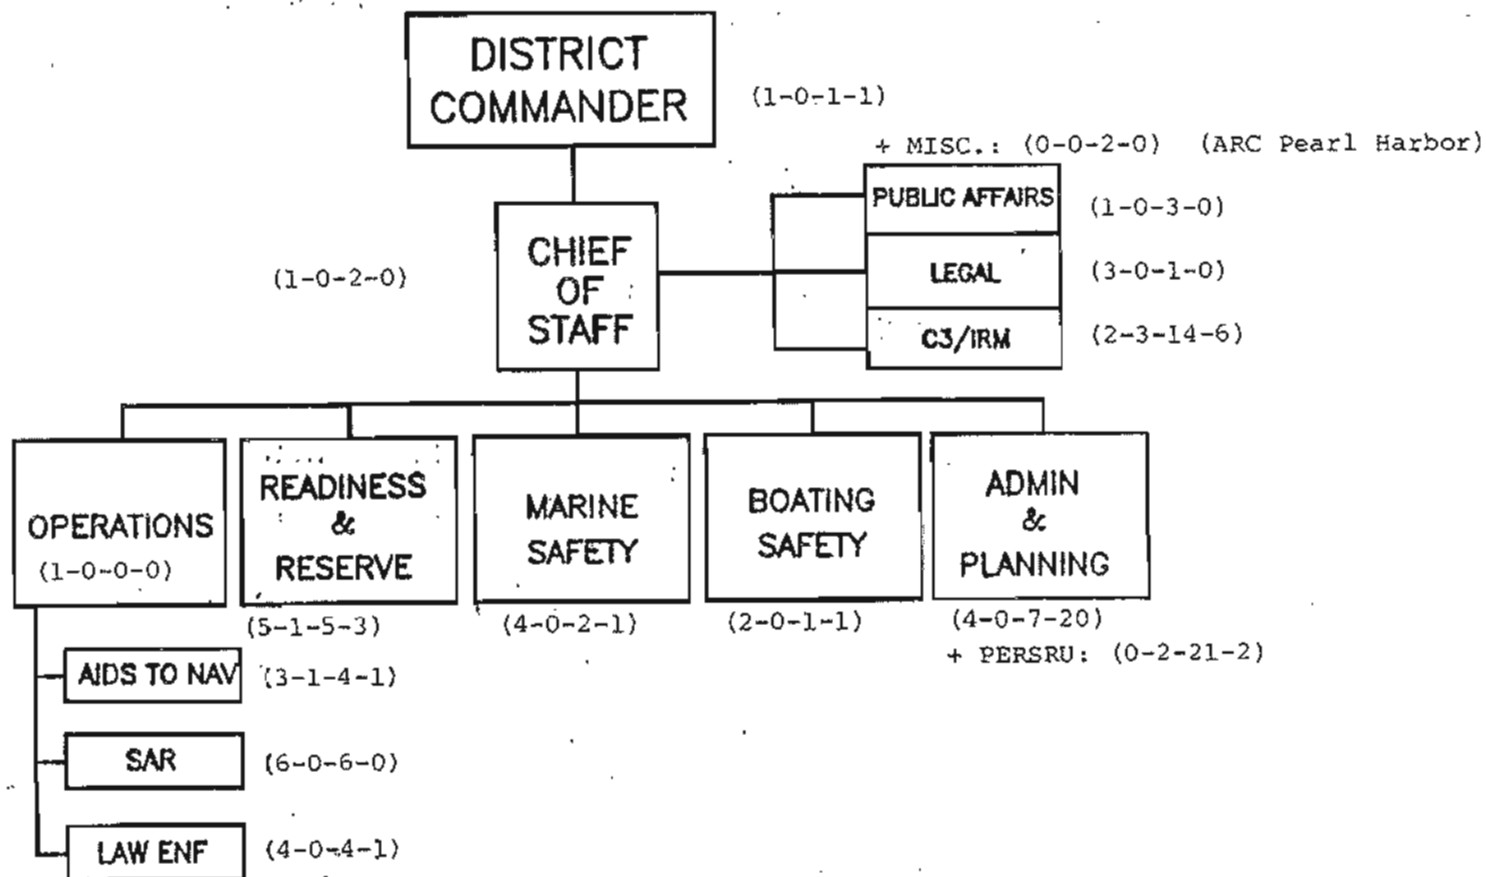 DISTRICT
COMMANDER
(1-0-1-1)
+ MISC.: (0-0-2-0) (ARC Pearl Harbor)
PUBLIC AFFAIRS
(1-0-3-0)
LEGAL
(3-0-1-0)
C3/IRM
(2-3-14-6)
CHIEF
OF
STAFF
(1-0-2-0)
OPERATIONS
(1-0-0-0)
READINESS
&
RESERVE
(5-1-5-3)
MARINE
SAFETY
(4-0-2-1)
BOATING
SAFETY
(2-0-1-1)
ADMIN
&
PLANNING
(4-0-7-20)
+ PERSRU: (0-2-21-2)
AIDS TO NAV
(3-1-4-1)
SAR
(6-0-6-0)
LAW ENF
(4-0-4-1)